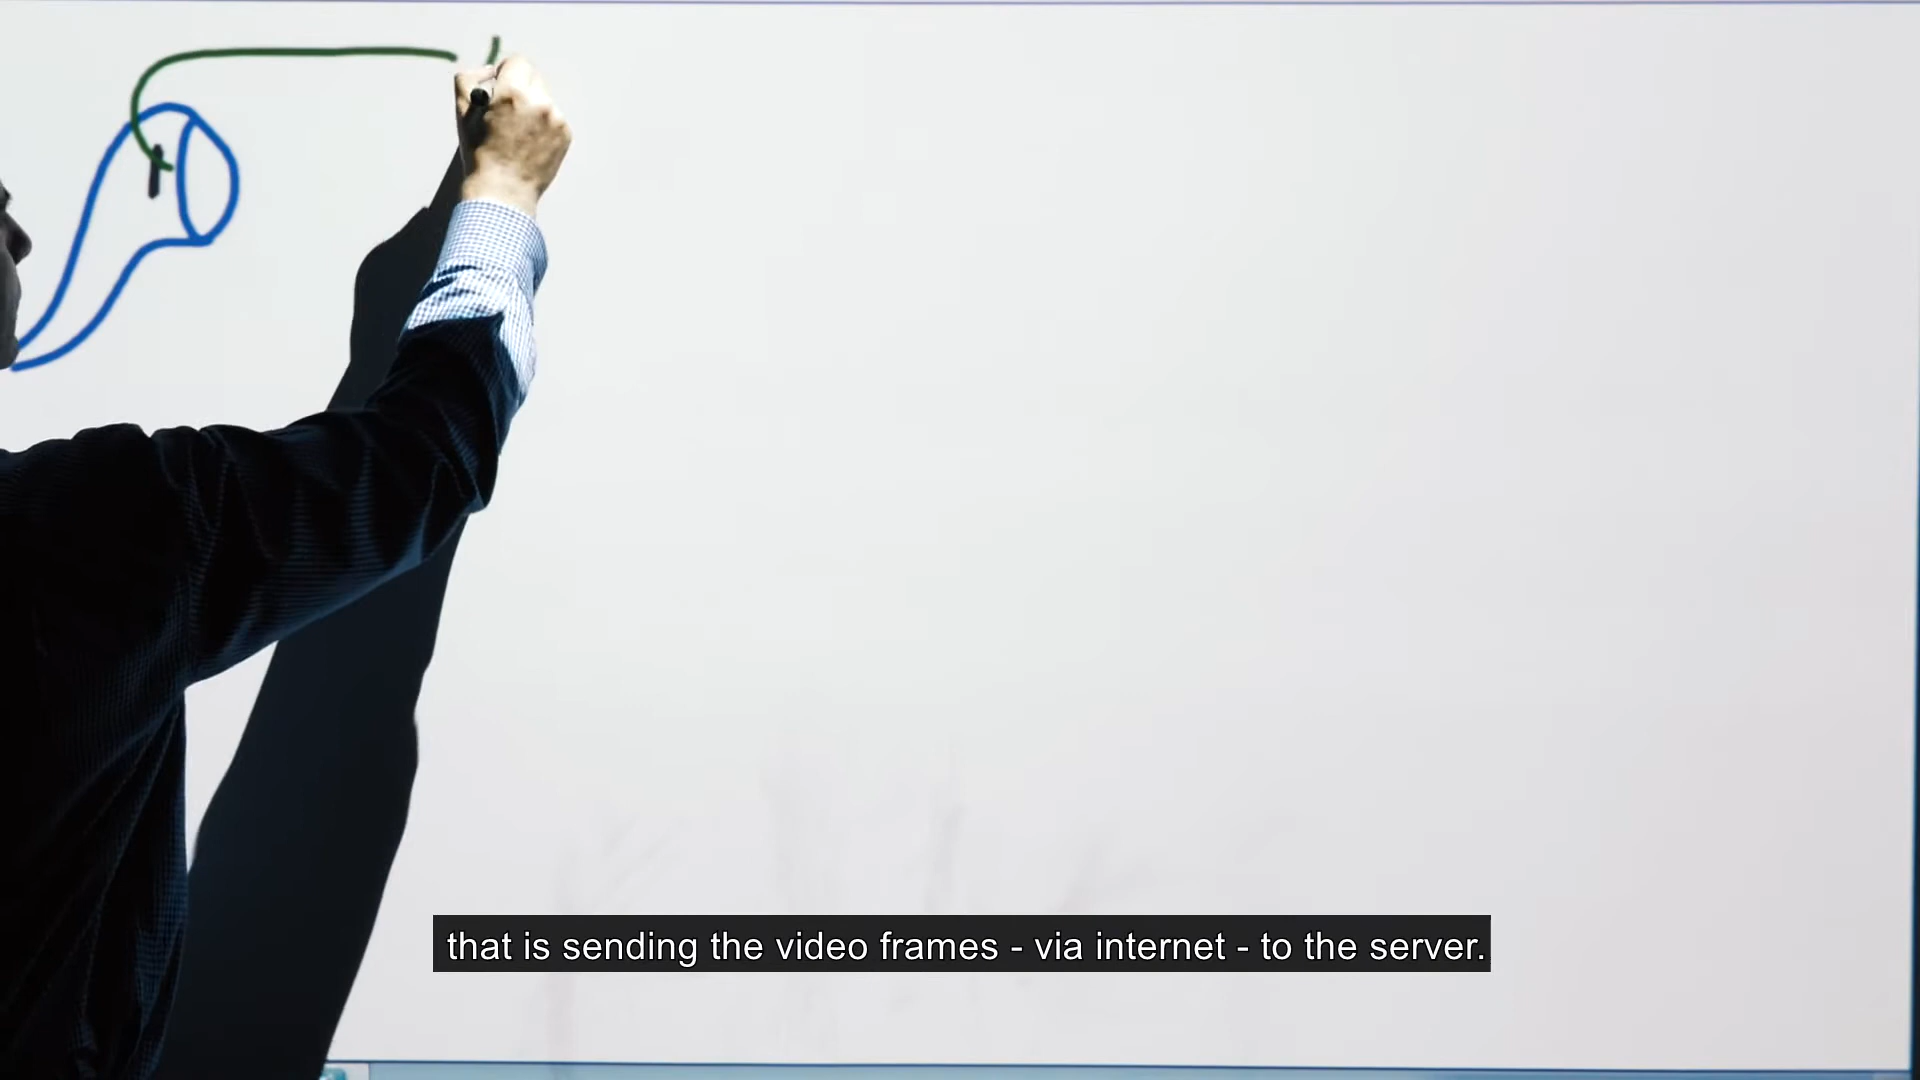 that is sending the video frames - via internet - to the server.